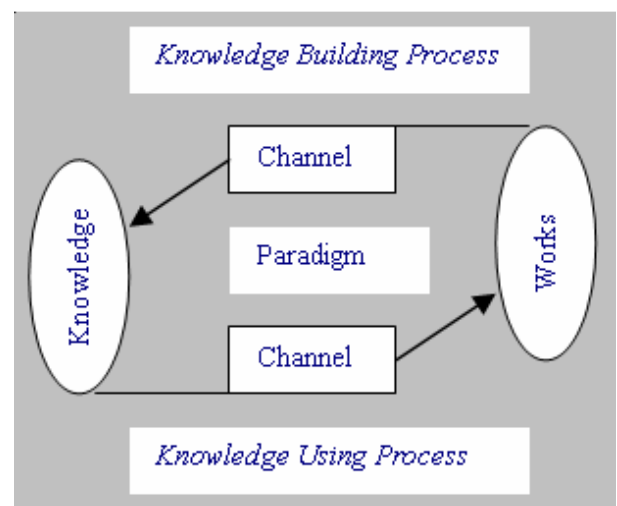 Knowledge Building Process
Channel
Knowledge
Paradigm
Works
Channel
Knowledge Using Process